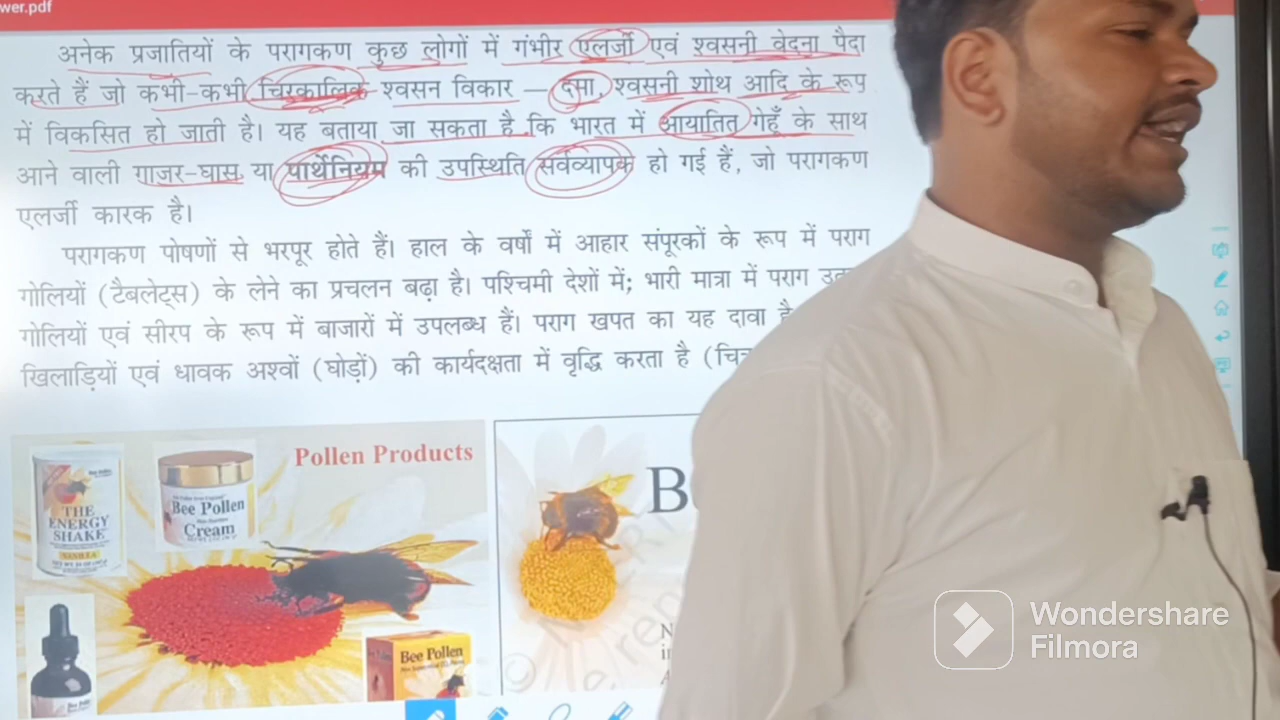 wer.pdf
अनेक प्रजातियों के परागकण कुछ लोगों में गंभीर एलर्जी एवं श्वसनी वेदना पैदा
करते हैं जो कभी-कभी चिरकालिक श्वसन विकार — दमा, श्वसनी शोथ आदि के रूप
में विकसित हो जाती है। यह बताया जा सकता है कि भारत में आयातित गेहूँ के साथ
आने वाली गाजर-घास या पार्थेनियम की उपस्थिति सर्वव्यापक हो गई हैं, जो परागकण
एलर्जी कारक है।
परागकण पोषणों से भरपूर होते हैं। हाल के वर्षों में आहार संपूरकों के रूप में पराग
गोलियों (टैबलेट्स) के लेने का प्रचलन बढ़ा है। पश्चिमी देशों में; भारी मात्रा में पराग
गोलियों एवं सीरप के रूप में बाजारों में उपलब्ध हैं। पराग खपत का यह दावा है
खिलाड़ियों एवं धावक अश्वों (घोड़ों) की कार्यदक्षता में वृद्धि करता है
Pollen Products
THE
ENERGY
SHAKE
VANILLA
Bee Pollen
Cream
Bee Pollen
Wondershare
Filmora